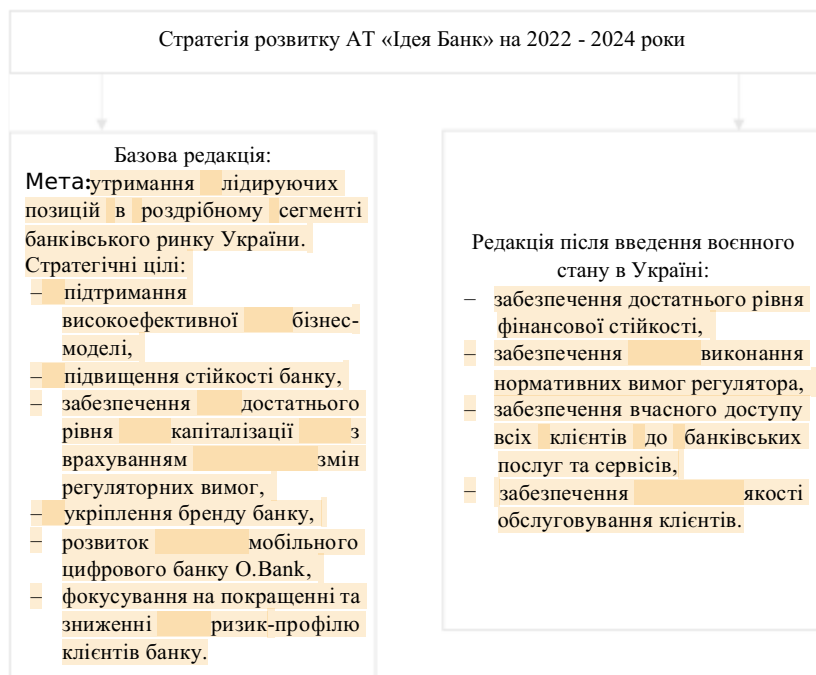 Стратегія розвитку АТ «Ідея Банк» на 2022 - 2024 роки
Базова редакція:
Мета:утримання лідируючих
позицій в роздрібному сегменті
банківського ринку України.
Стратегічні цілі:
– підтримання
високоефективної бізнес-
моделі,
– підвищення стійкості банку,
– забезпечення достатнього
рівня капіталізації з
врахуванням змін
регуляторних вимог,
– укріплення бренду банку,
– розвиток мобільного
цифрового банку O.Bank,
– фокусування на покращенні та
зниженні ризик-профілю
клієнтів банку.
Редакція після введення воєнного
стану в Україні:
– забезпечення достатнього рівня
фінансової стійкості,
– забезпечення виконання
нормативних вимог регулятора,
– забезпечення вчасного доступу
всіх клієнтів до банківських
послуг та сервісів,
– забезпечення якості
обслуговування клієнтів.